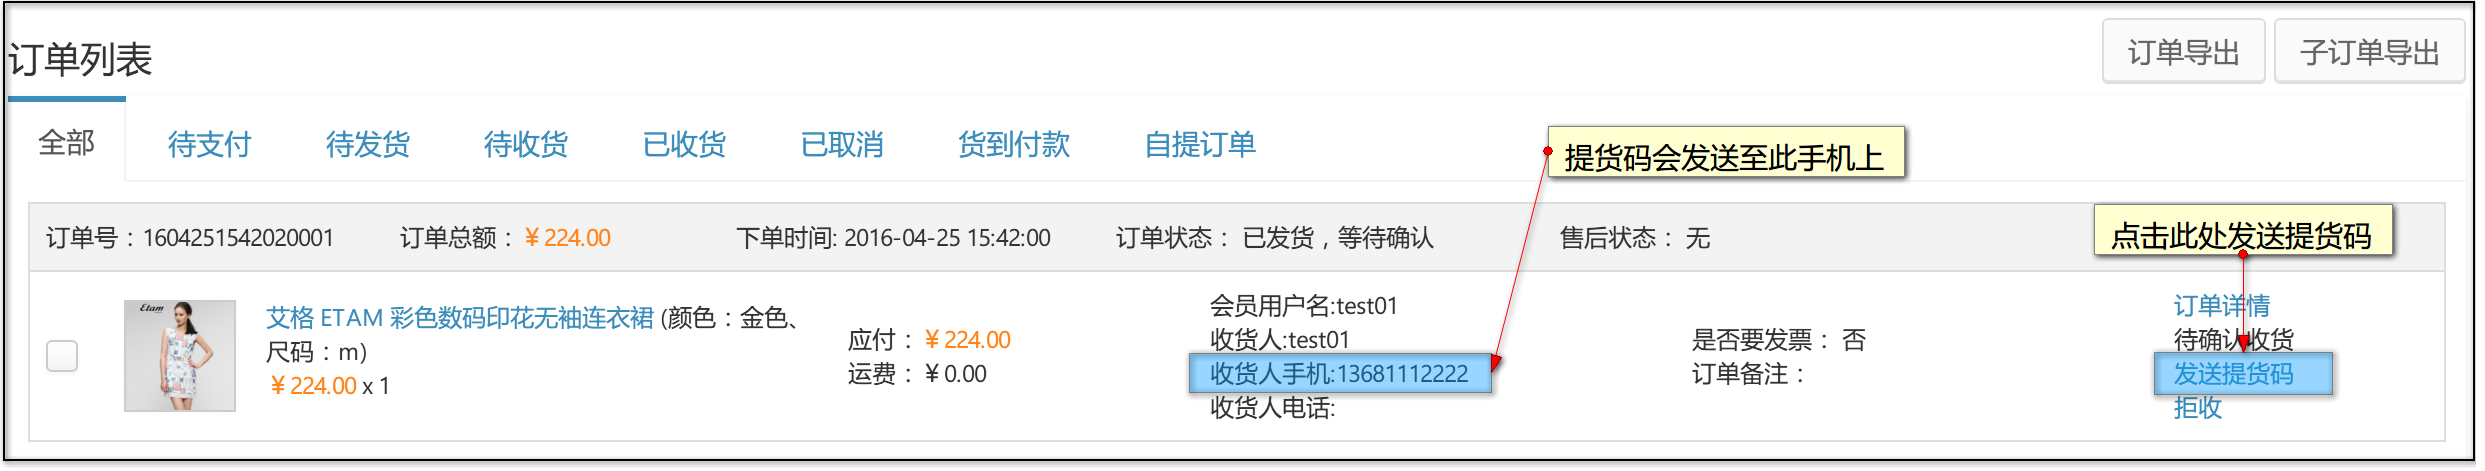 订单列表
订单导出
子订单导出
全部
待支付
待发货
待收货
已收货
已取消
货到付款
自提订单
提货码会发送至此手机上
点击此处发送提货码
订单号：1604251542020001
订单总额：￥224.00
下单时间: 2016-04-25 15:42:00
订单状态： 已发货，等待确认
售后状态： 无
Etam
艾格 ETAM 彩色数码印花无袖连衣裙 (颜色：金色、
尺码：m)
￥224.00 x 1
应付：￥224.00
运费：￥0.00
会员用户名:test01
收货人:test01
收货人手机:13681112222
收货人电话:
是否要发票： 否
订单备注：
订单详情
待确认收货
发送提货码
拒收